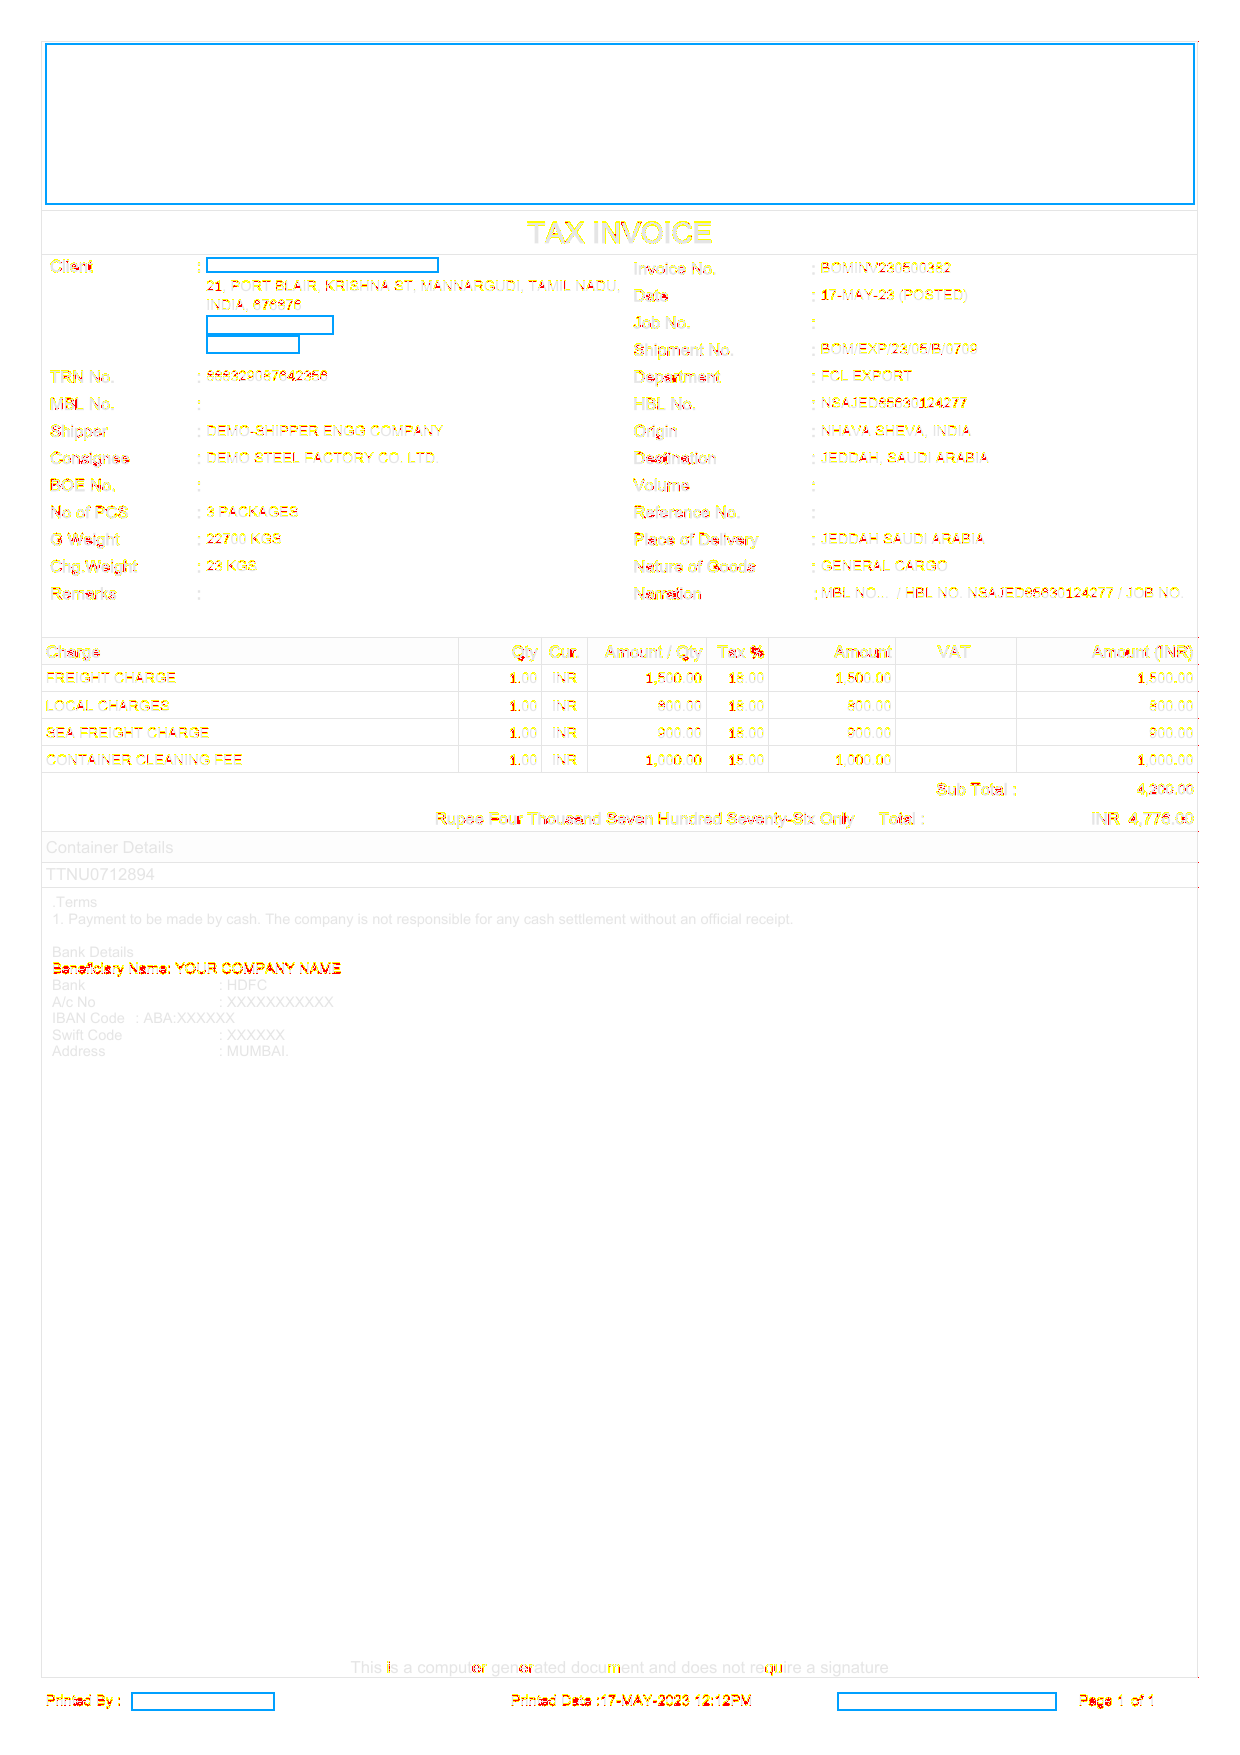 TAX INVOICE
Client :
21, PORT BLAIR, KRISHNA ST, MANNARGUDI, TAMIL NADU,
INDIA,
Invoice No. :
Date : 17-MAY-23 (POSTED)
Job No. :
Shipment No. : BOM/EXP/23/05/B/0709
TRN No. :
Department : FCL EXPORT
MBL No. :
HBL No. :
Shipper : DEMO-SHIPPER ENGG COMPANY
Origin : NHAVA SHEVA, INDIA
Consignee : DEMO STEEL FACTORY CO. LTD.
Destination : JEDDAH, SAUDI ARABIA
BOE No. :
Volume :
No of PCS : 3 PACKAGES
Reference No. :
G Weight : 22700 KGS
Place of Delivery : JEDDAH SAUDI ARABIA
Chg.Weight : 23 KGS
Nature of Goods : GENERAL CARGO
Remarks :
Narration : MBL NO... / HBL NO. / JOB NO.
Charge Qty Cur. Amount / Qty Tax % Amount VAT Amount (INR)
FREIGHT CHARGE 1.00 INR 1,500.00 18.00 1,500.00 1,500.00
LOCAL CHARGES 1.00 INR 800.00 18.00 800.00 800.00
SEA FREIGHT CHARGE 1.00 INR 900.00 18.00 900.00 900.00
CONTAINER CLEANING FEE 1.00 INR 1,000.00 1,000.00 1,000.00
Sub Total : 4,200.00
Rupee Four Thousand Seven Hundred Seventy-Six Only Total : INR 4,776.00
Container Details
TTNU0712894
.Terms
1. Payment to be made by cash. The company is not responsible for any cash settlement without an official receipt.
Bank Details
Beneficiary Name: YOUR COMPANY NAME
Bank : HDFC
A/c No : XXXXXXXXXXX
IBAN Code : ABA:XXXXXX
Swift Code : XXXXXX
Address : MUMBAI.
This is a computer generated document and does not require a signature
Printed By :
Printed Date :17-MAY-2023 12:12PM
Page 1 of 1